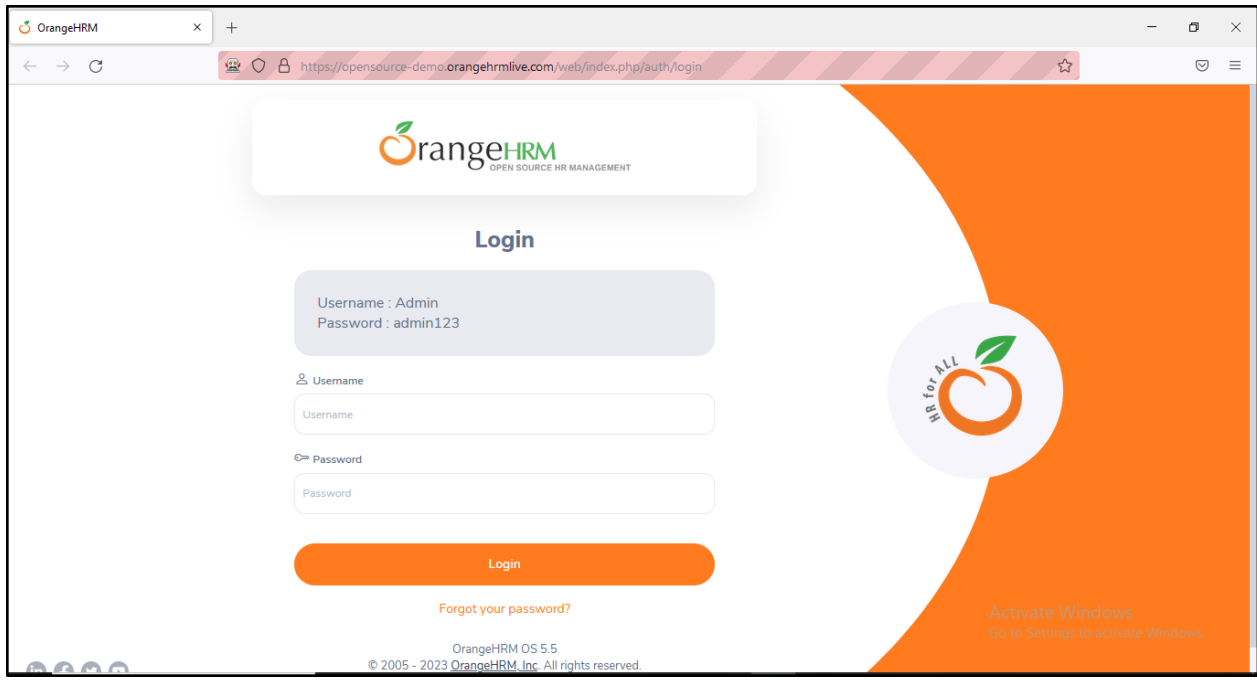 OrangeHRM
https://opensource-demo.orangehrmlive.com/web/index.php/auth/login
OrangeHRM
OPEN SOURCE HR MANAGEMENT
Login
Username : Admin
Password : admin123
Username
Username
Password
Password
Login
Forgot your password?
OrangeHRM OS 5.5
© 2005 - 2023 OrangeHRM, Inc. All rights reserved.
HR for ALL
Activate Windows
Go to Settings to activate Windows.